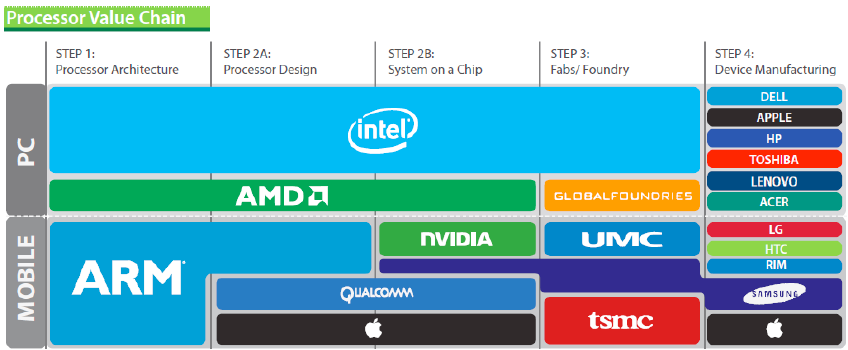 Processor Value Chain
STEP 1:
Processor Architecture
STEP 2A:
Processor Design
STEP 2B:
System on a Chip
STEP 3:
Fabs/ Foundry
STEP 4:
Device Manufacturing
PC
intel
AMD
GLOBALFOUNDRIES
DELL
APPLE
HP
TOSHIBA
LENOVO
ACER
MOBILE
ARM
NVIDIA
UMC
QUALCOMM
tsmc
LG
HTC
RIM
SAMSUNG